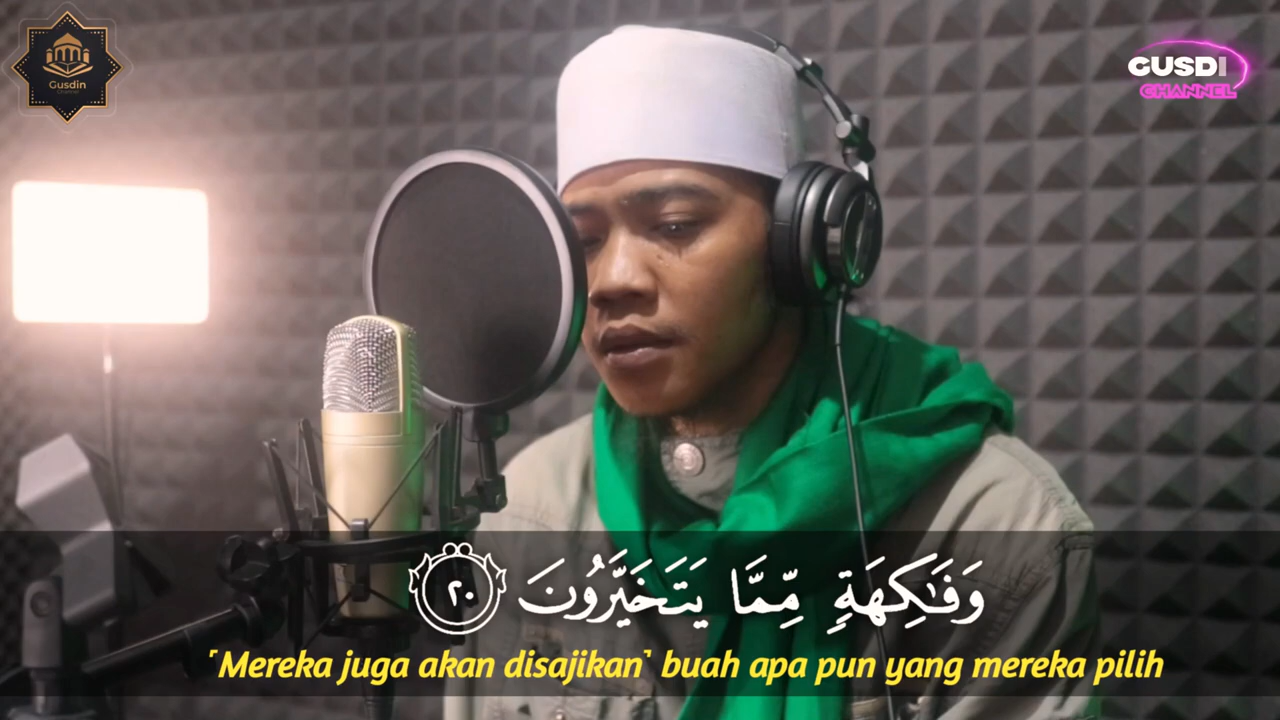 Gusdin
GUSDI
CHANNEL
وَفَٰكِهَةٍ مِّمَّا يَتَخَيَّرُونَ ٢٠
˹Mereka juga akan disajikan˺ buah apa pun yang mereka pilih